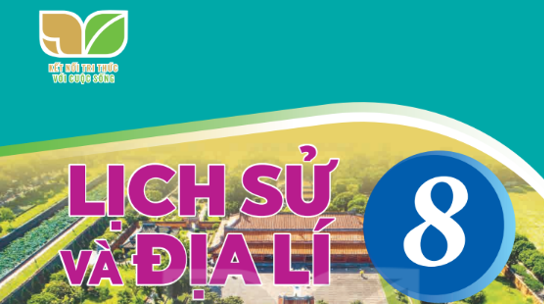 KẾT NỐI TRI THỨC
VỚI CUỘC SỐNG
LỊCH SỬ
VÀ ĐỊA LÍ
8